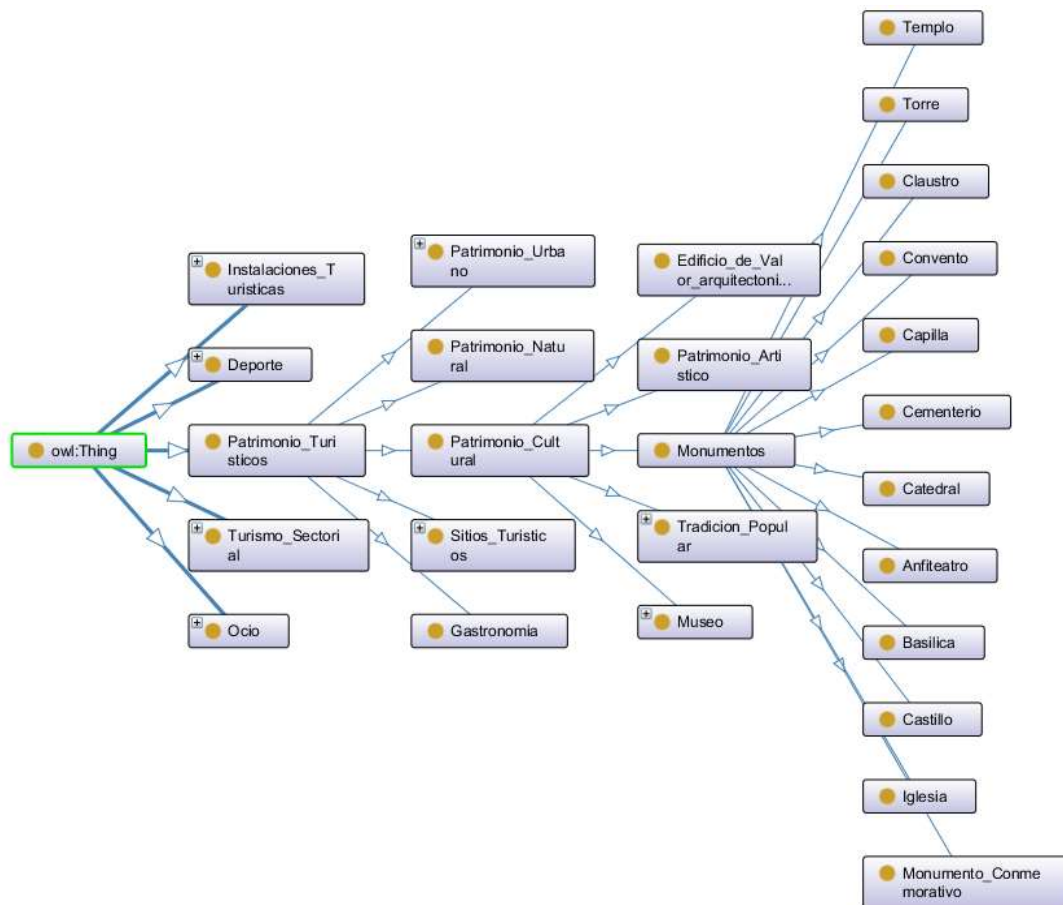 owl:Thing
Instalaciones_T
uristicas
Deporte
Patrimonio_Turi
sticos
Turismo_Sectori
al
Ocio
Patrimonio_Urba
no
Patrimonio_Natu
ral
Patrimonio_Cult
ural
Sitios_Turistic
os
Gastronomia
Edificio_de_Val
or_arquitectoni...
Patrimonio_Arti
stico
Monumentos
Tradicion_Popul
ar
Museo
Templo
Torre
Claustro
Convento
Capilla
Cementerio
Catedral
Anfiteatro
Basilica
Castillo
Iglesia
Monumento_Conme
morativo